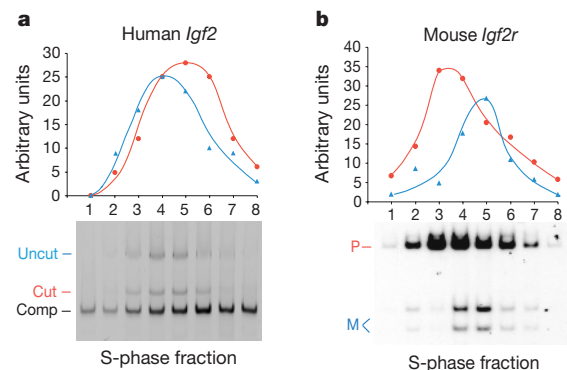 a
Human Igf2
Arbitrary units
30
25
20
15
10
5
0
1 2 3 4 5 6 7 8
Uncut –
Cut –
Comp –
S-phase fraction
b
Mouse Igf2r
Arbitrary units
40
35
30
25
20
15
10
5
0
1 2 3 4 5 6 7 8
P–
M
S-phase fraction